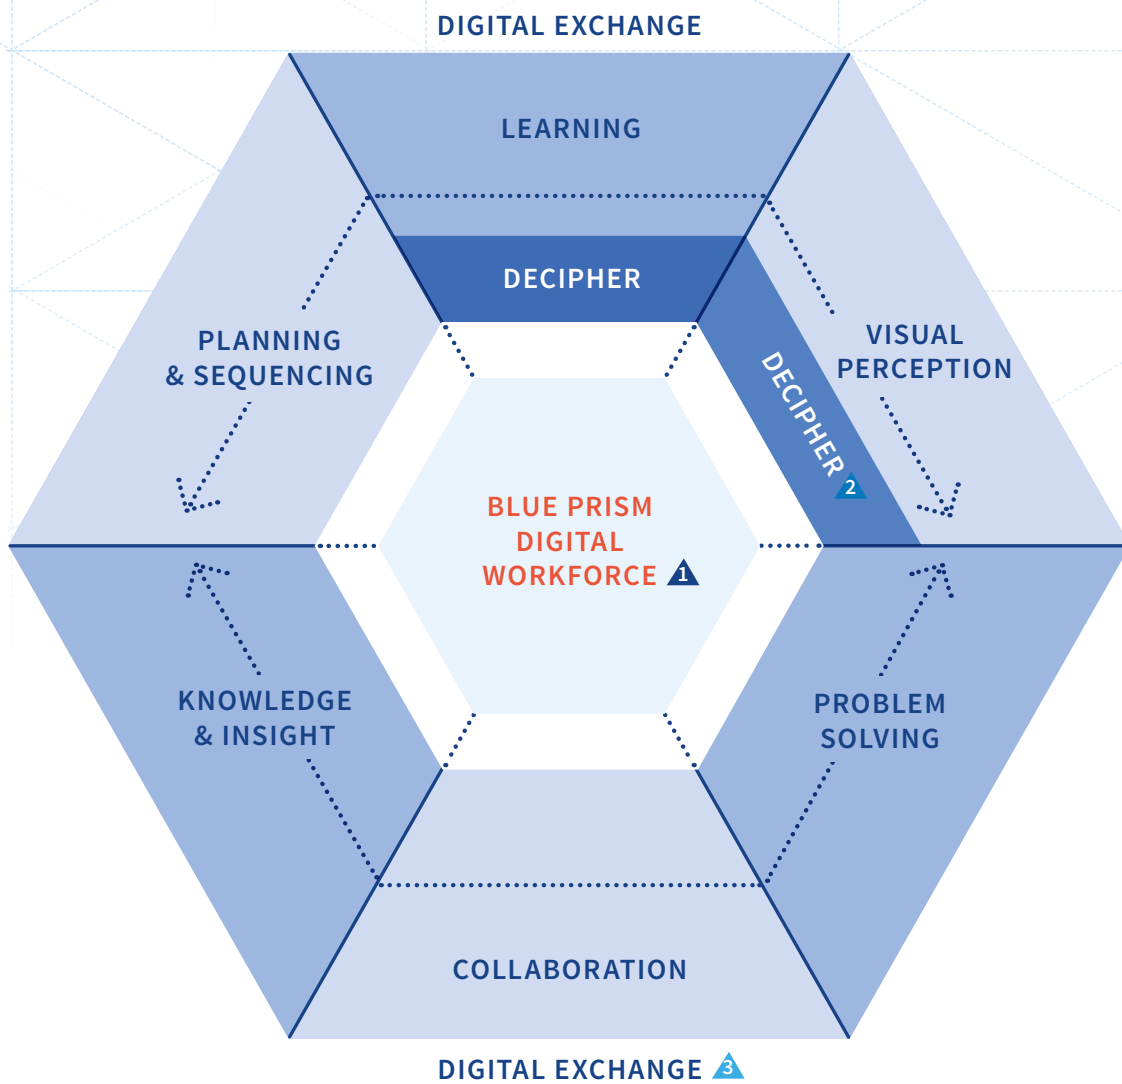 DIGITAL EXCHANGE
LEARNING
DECIPHER
PLANNING
& SEQUENCING
VISUAL
PERCEPTION
DECIPHER 2
BLUE PRISM
DIGITAL
WORKFORCE 1
KNOWLEDGE
& INSIGHT
PROBLEM
SOLVING
COLLABORATION
DIGITAL EXCHANGE 3